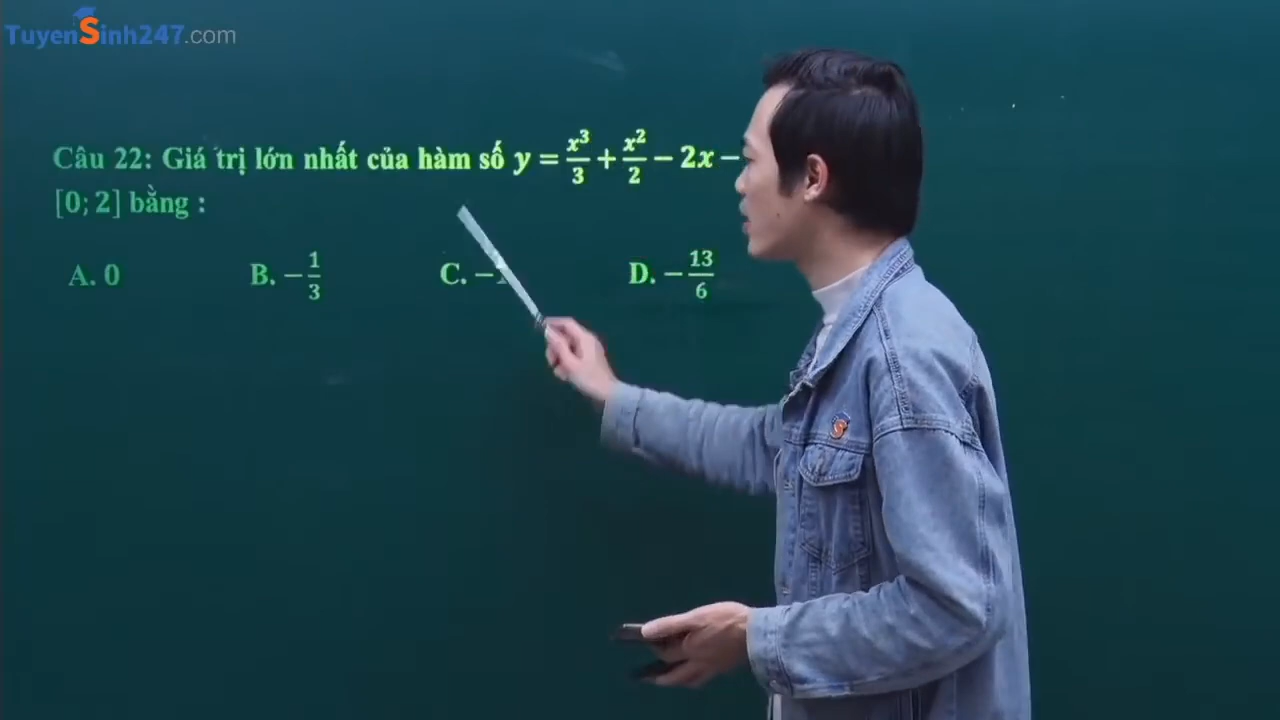 TuyenSinh247.com
Câu 22: Giá trị lớn nhất của hàm số y = x³/3 + x²/2 − 2x −
[0; 2] bằng :
A. 0 B. −1/3 C. − D. −13/6
S